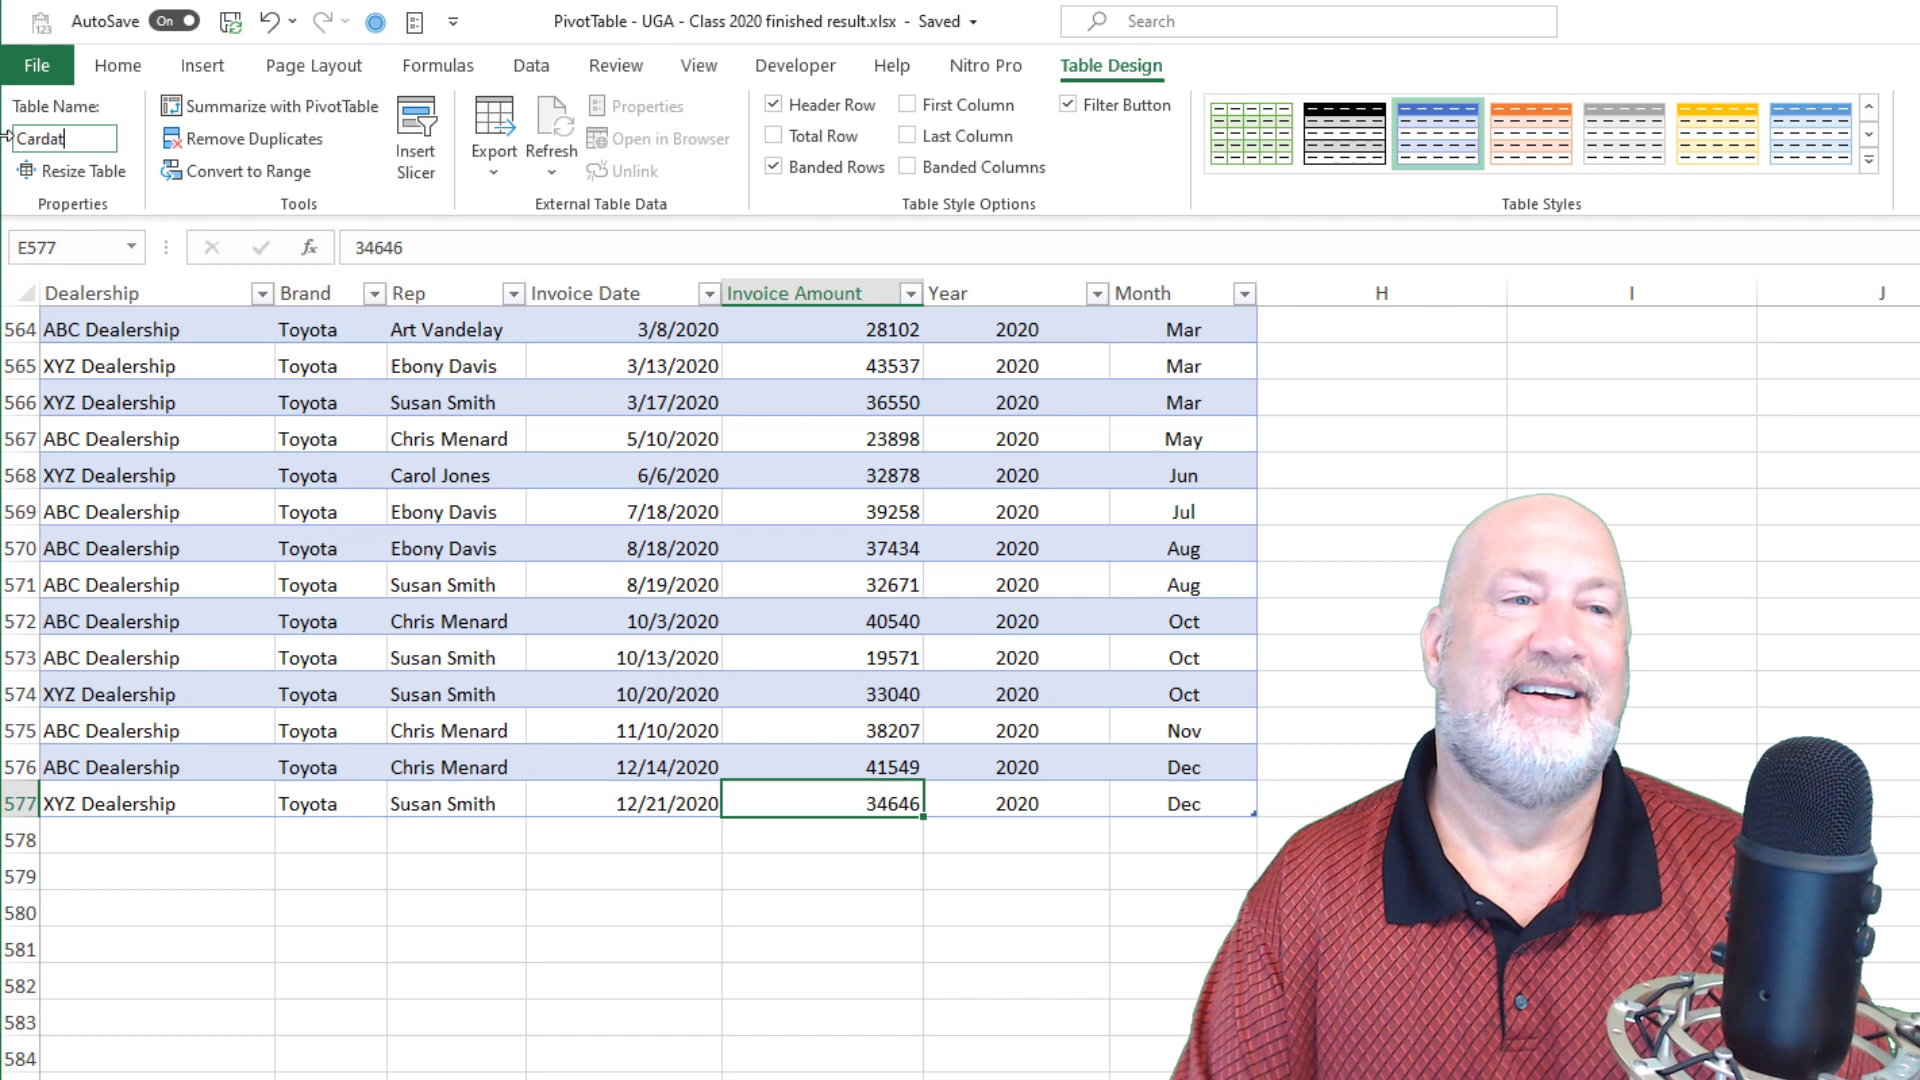 AutoSave On PivotTable - UGA - Class 2020 finished result.xlsx - Saved Search
File Home Insert Page Layout Formulas Data Review View Developer Help Nitro Pro Table Design
Table Name: Summarize with PivotTable Properties Header Row First Column Filter Button
Cardat Remove Duplicates Insert Slicer Export Refresh Open in Browser Total Row Last Column
Resize Table Convert to Range Unlink Banded Rows Banded Columns
Properties Tools External Table Data Table Style Options Table Styles
E577 fx 34646
Dealership Brand Rep Invoice Date Invoice Amount Year Month H I J
564 ABC Dealership Toyota Art Vandelay 3/8/2020 28102 2020 Mar
565 XYZ Dealership Toyota Ebony Davis 3/13/2020 43537 2020 Mar
566 XYZ Dealership Toyota Susan Smith 3/17/2020 36550 2020 Mar
567 ABC Dealership Toyota Chris Menard 5/10/2020 23898 2020 May
568 XYZ Dealership Toyota Carol Jones 6/6/2020 32878 2020 Jun
569 ABC Dealership Toyota Ebony Davis 7/18/2020 39258 2020 Jul
570 ABC Dealership Toyota Ebony Davis 8/18/2020 37434 2020 Aug
571 ABC Dealership Toyota Susan Smith 8/19/2020 32671 2020 Aug
572 ABC Dealership Toyota Chris Menard 10/3/2020 40540 2020 Oct
573 ABC Dealership Toyota Susan Smith 10/13/2020 19571 2020 Oct
574 XYZ Dealership Toyota Susan Smith 10/20/2020 33040 2020 Oct
575 ABC Dealership Toyota Chris Menard 11/10/2020 38207 2020 Nov
576 ABC Dealership Toyota Chris Menard 12/14/2020 41549 2020 Dec
577 XYZ Dealership Toyota Susan Smith 12/21/2020 34646 2020 Dec
578
579
580
581
582
583
584